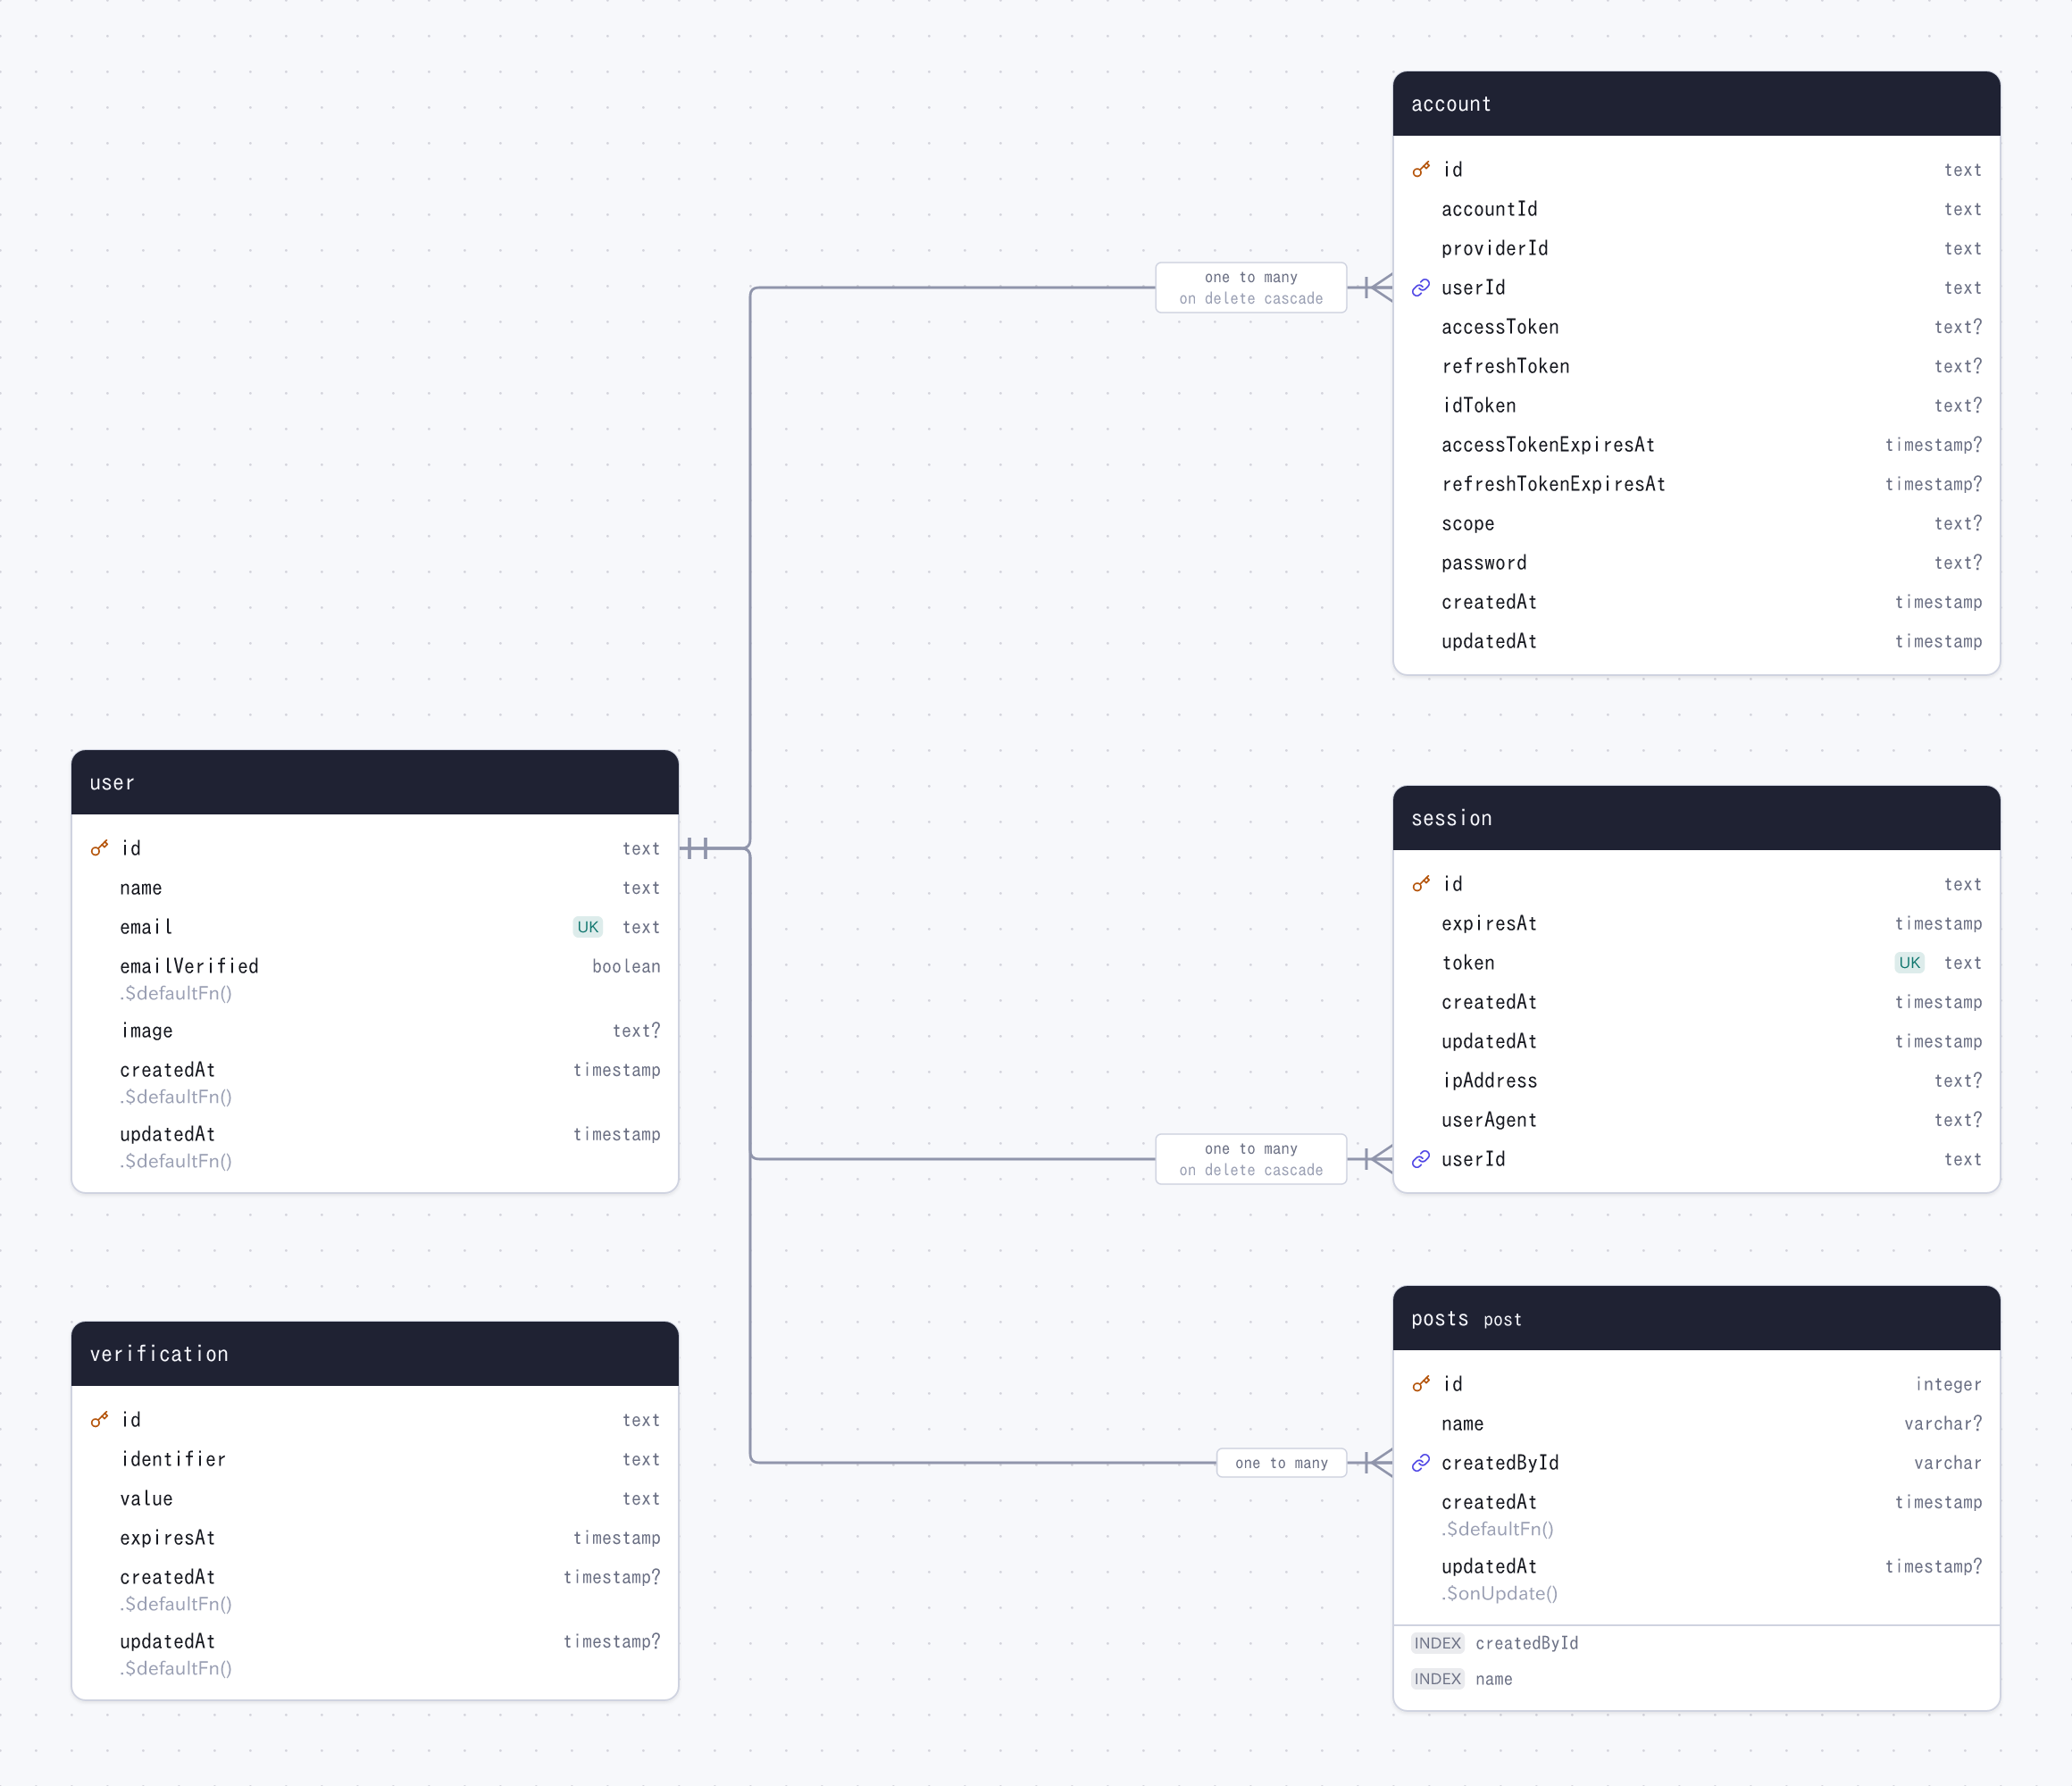 account
id text
accountId text
providerId text
one to many
on delete cascade
userId text
accessToken text?
refreshToken text?
idToken text?
accessTokenExpiresAt timestamp?
refreshTokenExpiresAt timestamp?
scope text?
password text?
createdAt timestamp
updatedAt timestamp
user
id text
name text
email UK text
emailVerified boolean
.$defaultFn()
image text?
createdAt timestamp
.$defaultFn()
updatedAt timestamp
.$defaultFn()
session
id text
expiresAt timestamp
token UK text
createdAt timestamp
updatedAt timestamp
ipAddress text?
userAgent text?
one to many
on delete cascade
userId text
verification
id text
identifier text
value text
expiresAt timestamp
createdAt timestamp?
.$defaultFn()
updatedAt timestamp?
.$defaultFn()
posts post
id integer
name varchar?
one to many
createdById varchar
createdAt timestamp
.$defaultFn()
updatedAt timestamp?
.$onUpdate()
INDEX createdById
INDEX name